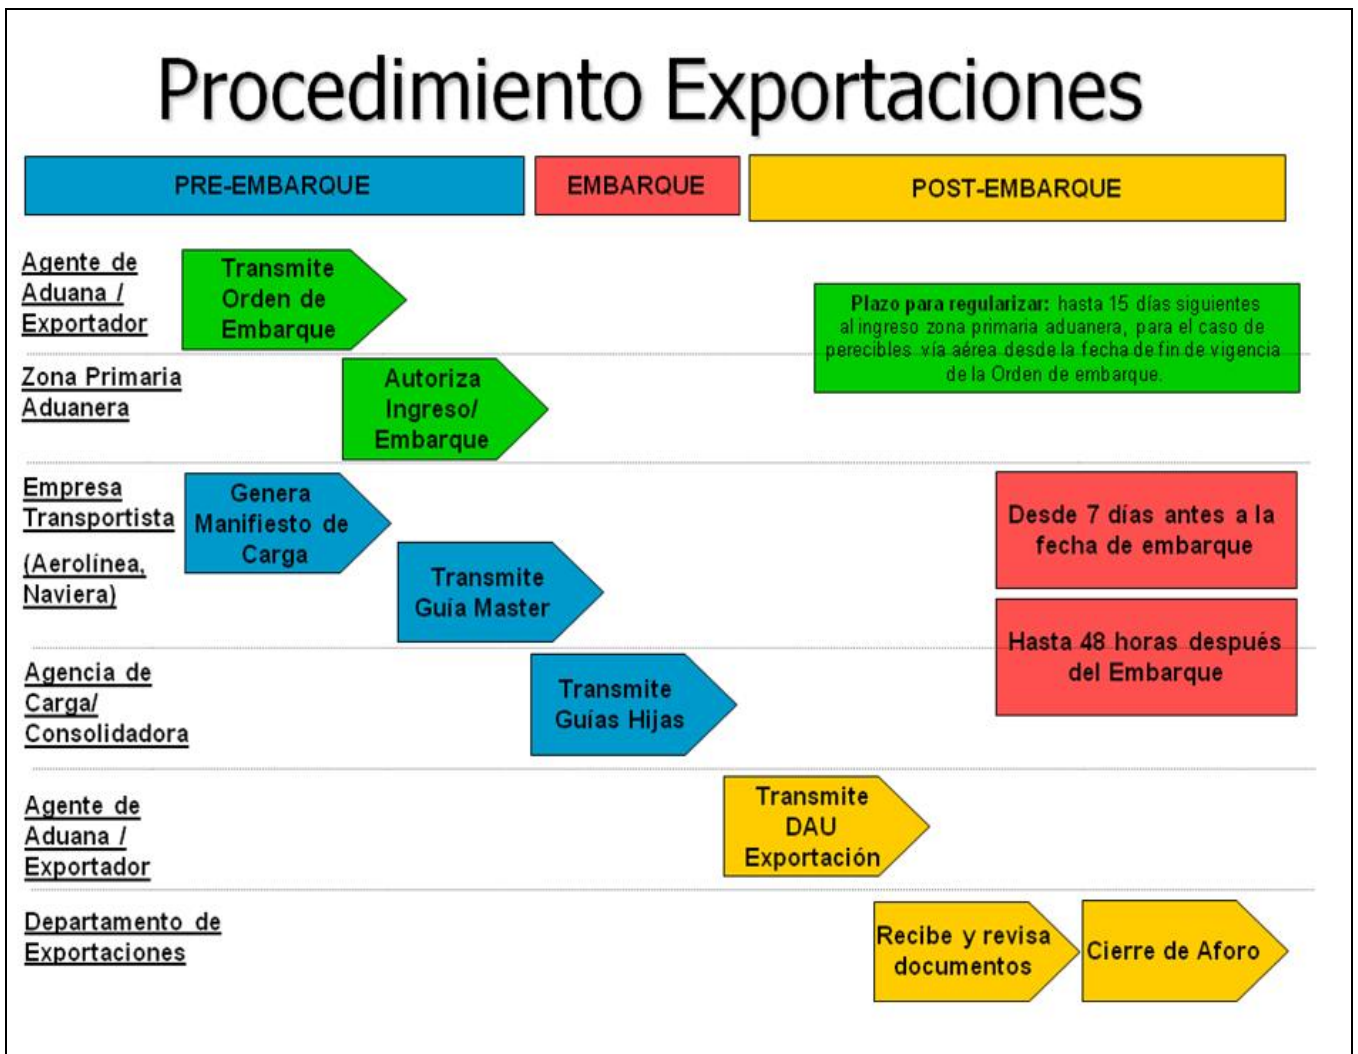 Procedimiento Exportaciones
PRE-EMBARQUE
EMBARQUE
POST-EMBARQUE
Agente de
Aduana /
Exportador
Transmite
Orden de
Embarque
Plazo para regularizar: hasta 15 días siguientes
al ingreso zona primaria aduanera, para el caso de
perecibles vía aérea desde la fecha de fin de vigencia
de la Orden de embarque.
Zona Primaria
Aduanera
Autoriza
Ingreso/
Embarque
Empresa
Transportista
(Aerolínea,
Naviera)
Genera
Manifiesto de
Carga
Transmite
Guía Master
Desde 7 días antes a la
fecha de embarque
Hasta 48 horas después
del Embarque
Agencia de
Carga/
Consolidadora
Transmite
Guías Hijas
Agente de
Aduana /
Exportador
Transmite
DAU
Exportación
Departamento de
Exportaciones
Recibe y revisa
documentos
Cierre de Aforo